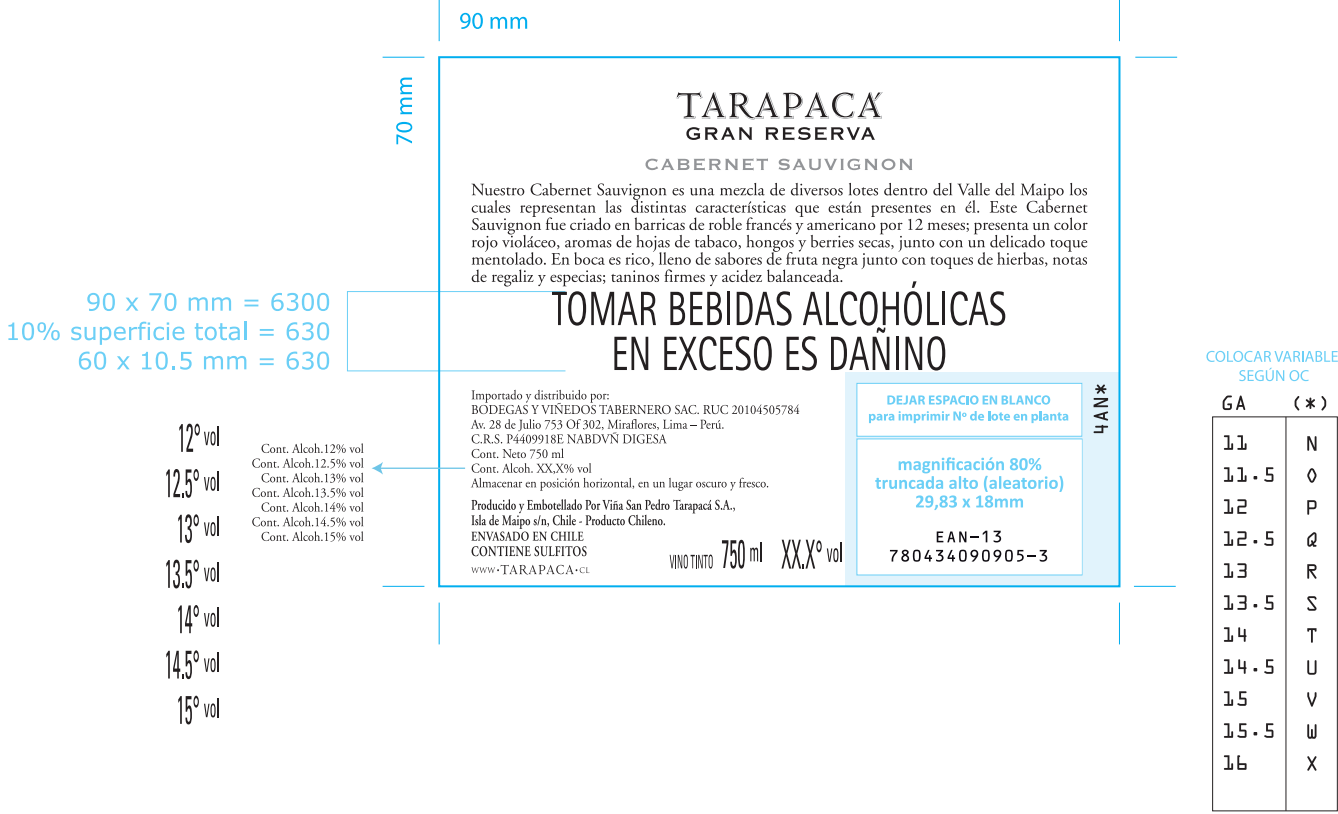 90 mm
70 mm
TARAPACÁ
GRAN RESERVA
CABERNET SAUVIGNON
Nuestro Cabernet Sauvignon es una mezcla de diversos lotes dentro del Valle del Maipo los
cuales representan las distintas características que están presentes en él. Este Cabernet
Sauvignon fue criado en barricas de roble francés y americano por 12 meses; presenta un color
rojo violáceo, aromas de hojas de tabaco, hongos y berries secas, junto con un delicado toque
mentolado. En boca es rico, lleno de sabores de fruta negra junto con toques de hierbas, notas
de regaliz y especias; taninos firmes y acidez balanceada.
90 x 70 mm = 6300
10% superficie total = 630
60 x 10.5 mm = 630
TOMAR BEBIDAS ALCOHÓLICAS
EN EXCESO ES DAÑINO
Importado y distribuido por:
BODEGAS Y VIÑEDOS TABERNERO SAC. RUC 20104505784
Av. 28 de Julio 753 Of 302, Miraflores, Lima – Perú.
C.R.S. P4409918E NABDVÑ DIGESA
Cont. Neto 750 ml
Cont. Alcoh. XX,X% vol
Almacenar en posición horizontal, en un lugar oscuro y fresco.
Producido y Embotellado Por Viña San Pedro Tarapacá S.A.,
Isla de Maipo s/n, Chile - Producto Chileno.
ENVASADO EN CHILE
CONTIENE SULFITOS
WWW•TARAPACA•CL
VINO TINTO 750 ml XX.X° vol
DEJAR ESPACIO EN BLANCO
para imprimir Nº de lote en planta
magnificación 80%
truncada alto (aleatorio)
29,83 x 18mm
EAN-13
780434090905-3
4AN*
12° vol
12.5° vol
13° vol
13.5° vol
14° vol
14.5° vol
15° vol
Cont. Alcoh.12% vol
Cont. Alcoh.12.5% vol
Cont. Alcoh.13% vol
Cont. Alcoh.13.5% vol
Cont. Alcoh.14% vol
Cont. Alcoh.14.5% vol
Cont. Alcoh.15% vol
COLOCAR VARIABLE
SEGÚN OC
GA (*)
11 N
11.5 O
12 P
12.5 Q
13 R
13.5 S
14 T
14.5 U
15 V
15.5 W
16 X